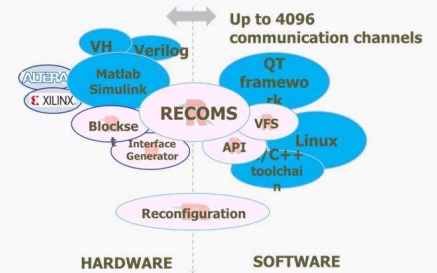 Up to 4096
communication channels
VH
Verilog
QT
framewo
rk
ALTERA
Matlab
Simulink
XILINX
RECOMS
Blockse
t
VFS
Interface
Generator
API
Linux
/C++
toolchai
n
Reconfiguration
HARDWARE
SOFTWARE